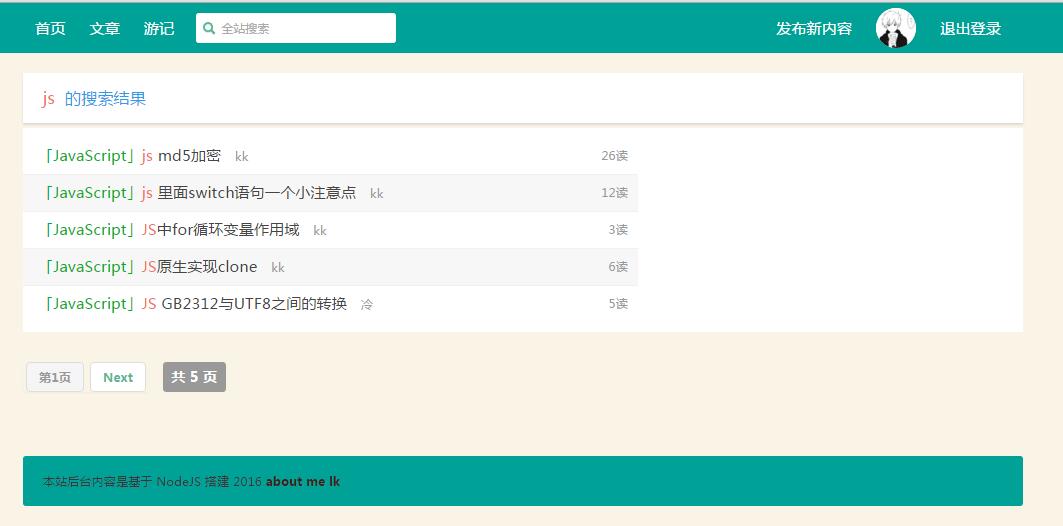 首页 文章 游记 全站搜索 发布新内容 退出登录
js 的搜索结果
「JavaScript」js md5加密 kk 26读
「JavaScript」js 里面switch语句一个小注意点 kk 12读
「JavaScript」JS中for循环变量作用域 kk 3读
「JavaScript」JS原生实现clone kk 6读
「JavaScript」JS GB2312与UTF8之间的转换 冷 5读
第1页 Next 共 5 页
本站后台内容是基于 NodeJS 搭建 2016 about me lk